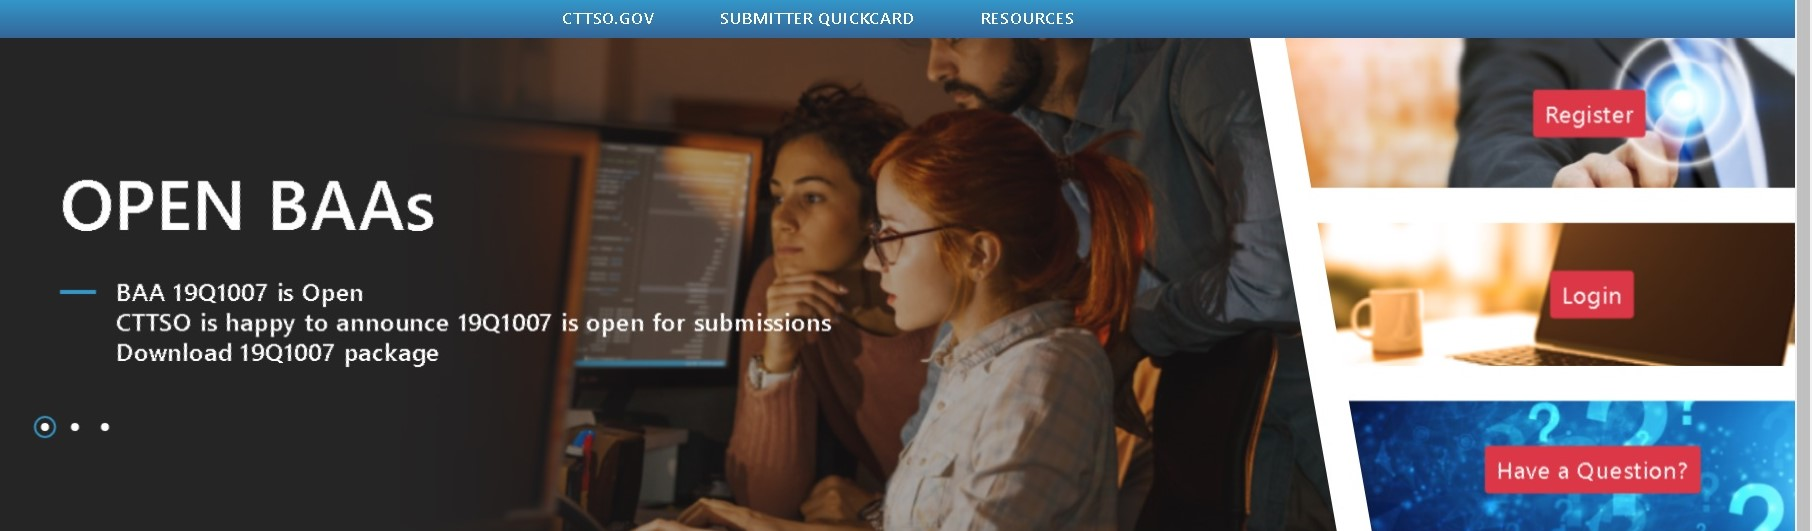 CTTSO.GOV SUBMITTER QUICKCARD RESOURCES
OPEN BAAs
BAA 19Q1007 is Open
CTTSO is happy to announce 19Q1007 is open for submissions
Download 19Q1007 package
Register
Login
Have a Question?